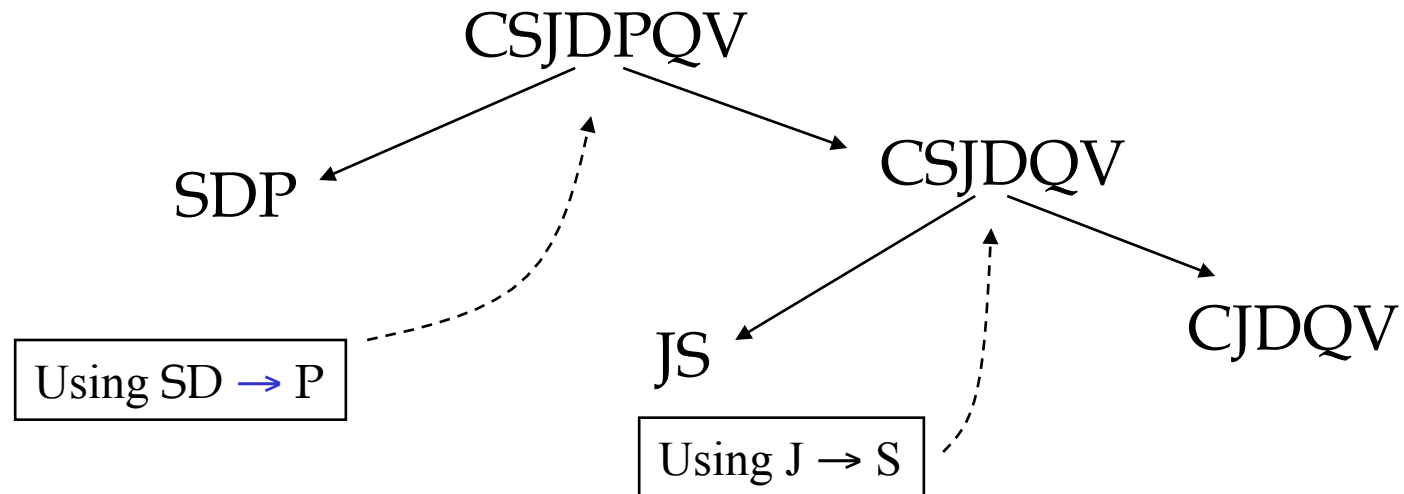 CSJDPQV
CSJDQV
SDP
CJDQV
JS
Using SD → P
Using J → S